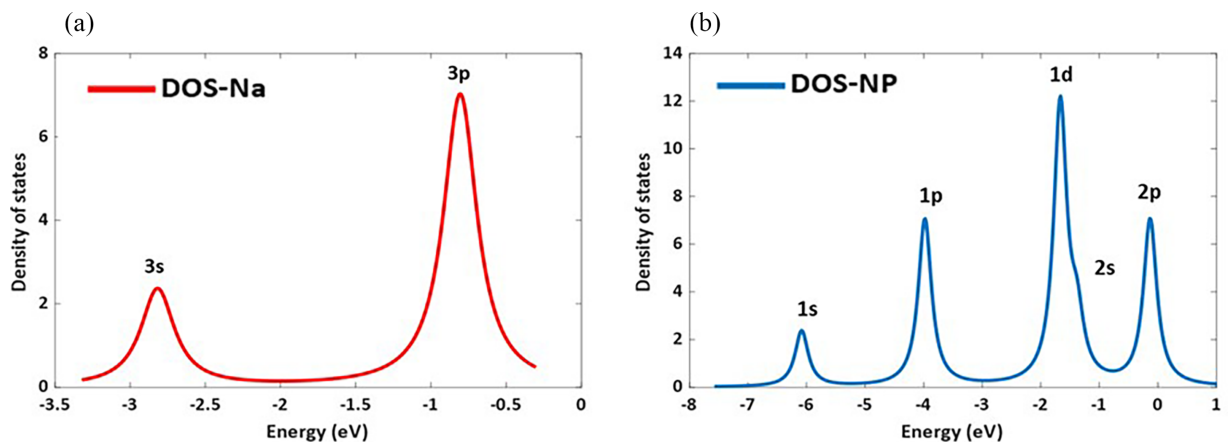 (a)
8
6
4
2
0
Density of states
DOS-Na
3s
3p
-3.5 -3 -2.5 -2 -1.5 -1 -0.5 0
Energy (eV)
(b)
14
12
10
8
6
4
2
0
Density of states
DOS-NP
1s
1p
1d
2s
2p
-8 -7 -6 -5 -4 -3 -2 -1 0 1
Energy (eV)